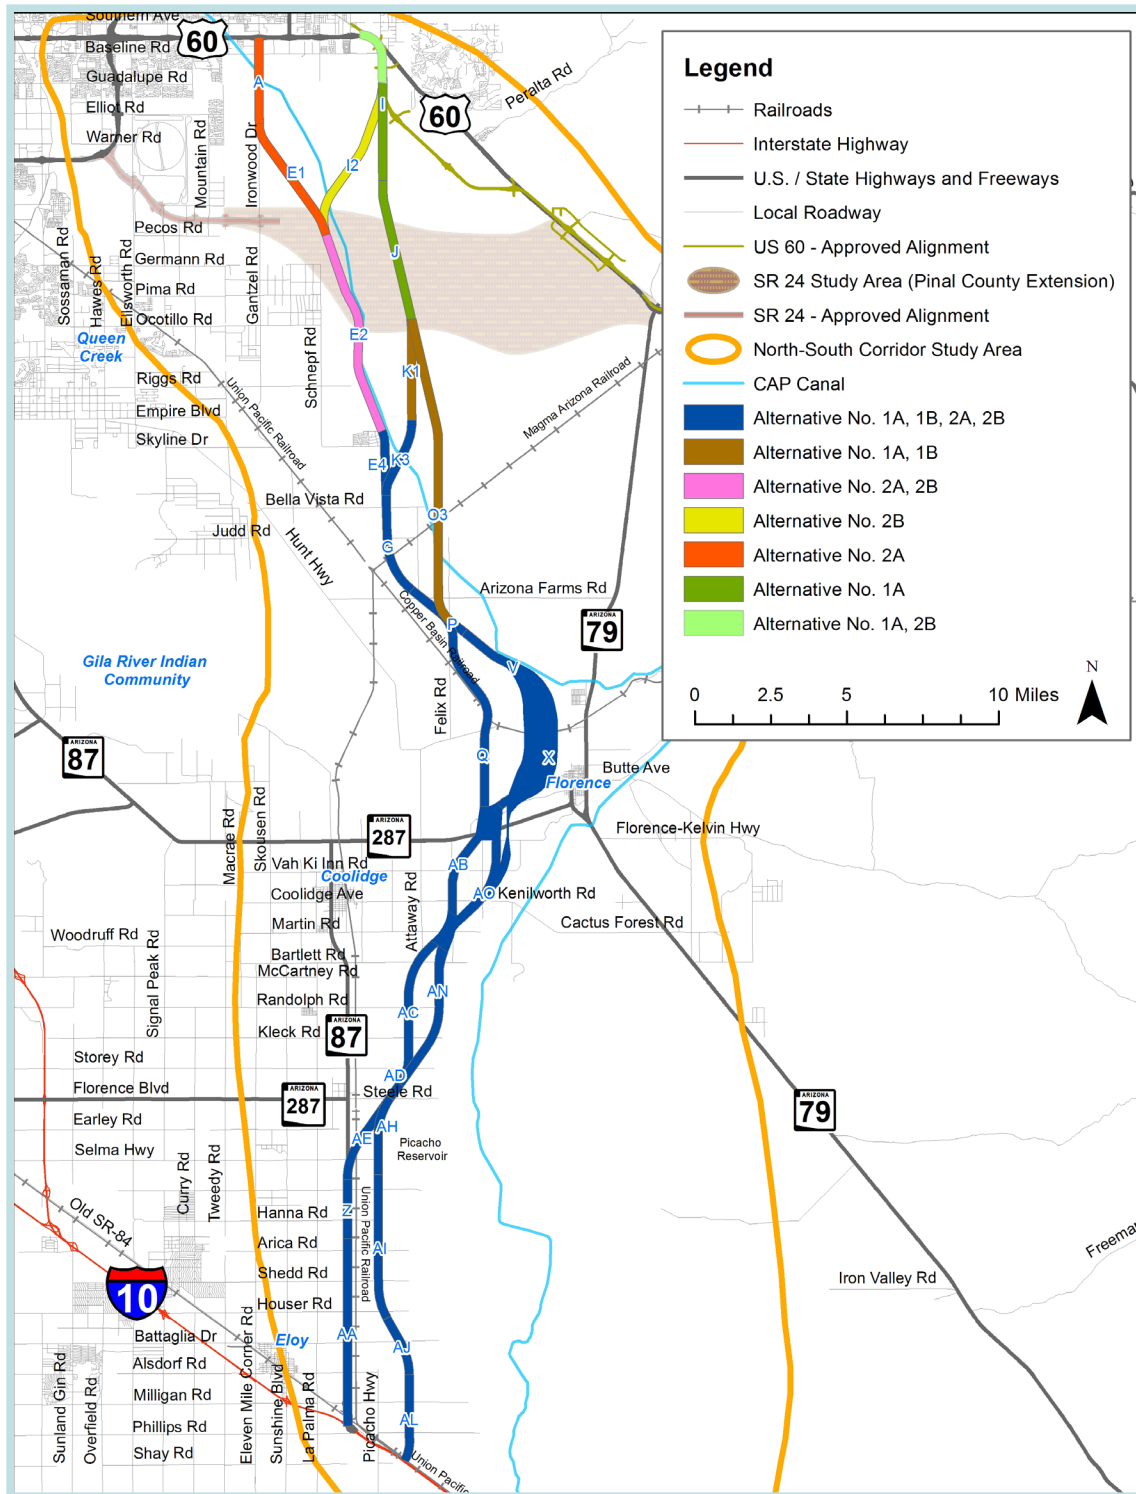 Southern Ave
Baseline Rd
60
Guadalupe Rd
Elliot Rd
Warner Rd
Mountain Rd
Ironwood Dr
A
I
E1
I2
60
Peralta Rd
Pecos Rd
Germann Rd
Pima Rd
Ocotillo Rd
Sossaman Rd
Hawes Rd
Ellsworth Rd
Gantzel Rd
Schnepf Rd
J
E2
K1
Queen
Creek
Riggs Rd
Empire Blvd
Skyline Dr
Union Pacific Railroad
Magma Arizona Railroad
E4
K3
Bella Vista Rd
O3
Judd Rd
Hunt Hwy
G
Arizona Farms Rd
Copper Basin Railroad
P
V
ARIZONA
79
Gila River Indian
Community
Felix Rd
ARIZONA
87
Q
X
Butte Ave
Florence
Macrae Rd
Skousen Rd
ARIZONA
287
Florence-Kelvin Hwy
Vah Ki Inn Rd
Coolidge
Coolidge Ave
AB
AO
Kenilworth Rd
Attaway Rd
Martin Rd
Cactus Forest Rd
Woodruff Rd
Signal Peak Rd
Bartlett Rd
McCartney Rd
Randolph Rd
AN
AC
Kleck Rd
ARIZONA
87
Storey Rd
Florence Blvd
ARIZONA
287
AD
Steele Rd
Earley Rd
Selma Hwy
AE
AH
Picacho
Reservoir
ARIZONA
79
Curry Rd
Tweedy Rd
Old SR-84
Hanna Rd
Z
Union Pacific Railroad
Arica Rd
AI
Shedd Rd
Houser Rd
10
Iron Valley Rd
Battaglia Dr
Eloy
AA
AJ
Alsdorf Rd
Milligan Rd
Phillips Rd
Shay Rd
Sunland Gin Rd
Overfield Rd
Eleven Mile Corner Rd
Sunshine Blvd
La Palma Rd
Picacho Hwy
AL
Union Pacific
Legend
Railroads
Interstate Highway
U.S. / State Highways and Freeways
Local Roadway
US 60 - Approved Alignment
SR 24 Study Area (Pinal County Extension)
SR 24 - Approved Alignment
North-South Corridor Study Area
CAP Canal
Alternative No. 1A, 1B, 2A, 2B
Alternative No. 1A, 1B
Alternative No. 2A, 2B
Alternative No. 2B
Alternative No. 2A
Alternative No. 1A
Alternative No. 1A, 2B
0 2.5 5 10 Miles
N